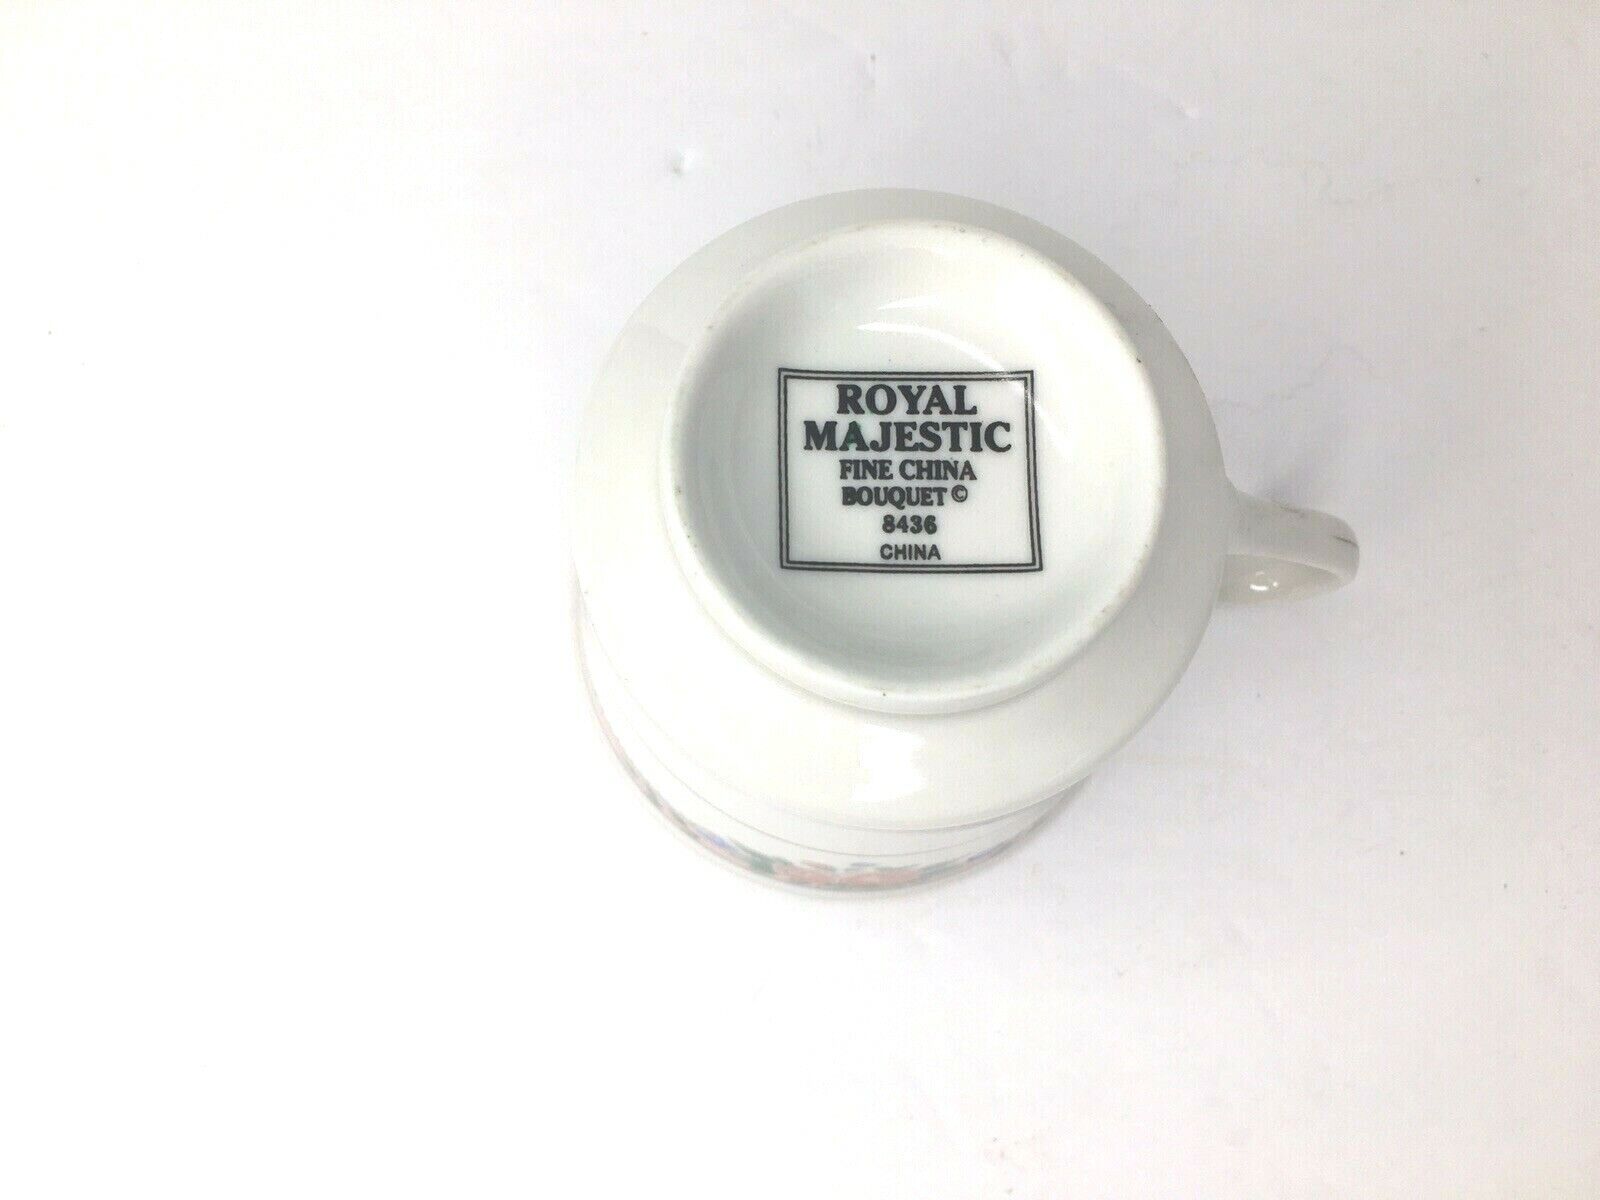 ROYAL
MAJESTIC
FINE CHINA
BOUQUET©
8436
CHINA